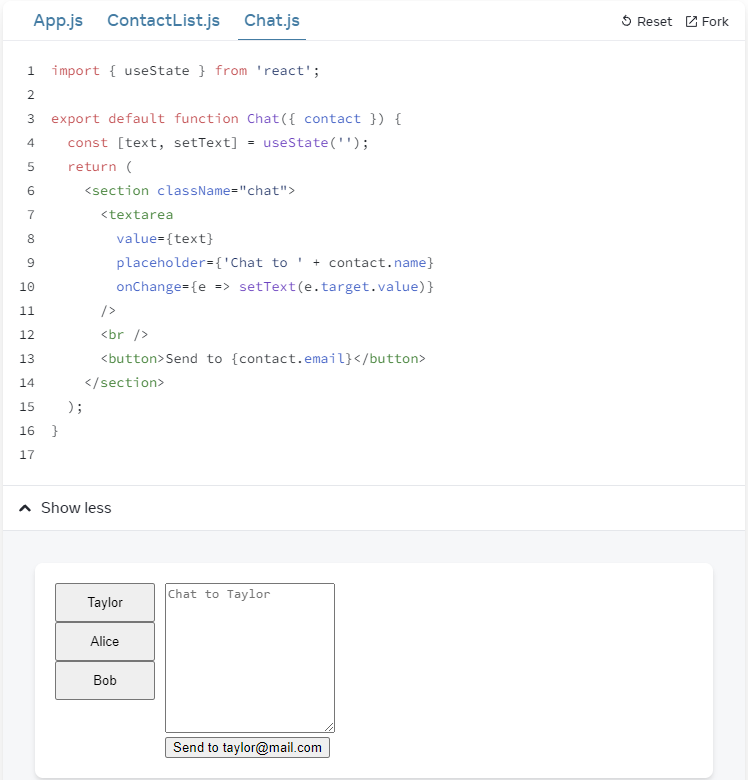 App.js ContactList.js Chat.js Reset Fork
1 import { useState } from 'react';
2
3 export default function Chat({ contact }) {
4   const [text, setText] = useState('');
5   return (
6     <section className="chat">
7       <textarea
8         value={text}
9         placeholder={'Chat to ' + contact.name}
10         onChange={e => setText(e.target.value)}
11       />
12       <br />
13       <button>Send to {contact.email}</button>
14     </section>
15   );
16 }
17
Show less
Taylor
Alice
Bob
Chat to Taylor
Send to taylor@mail.com